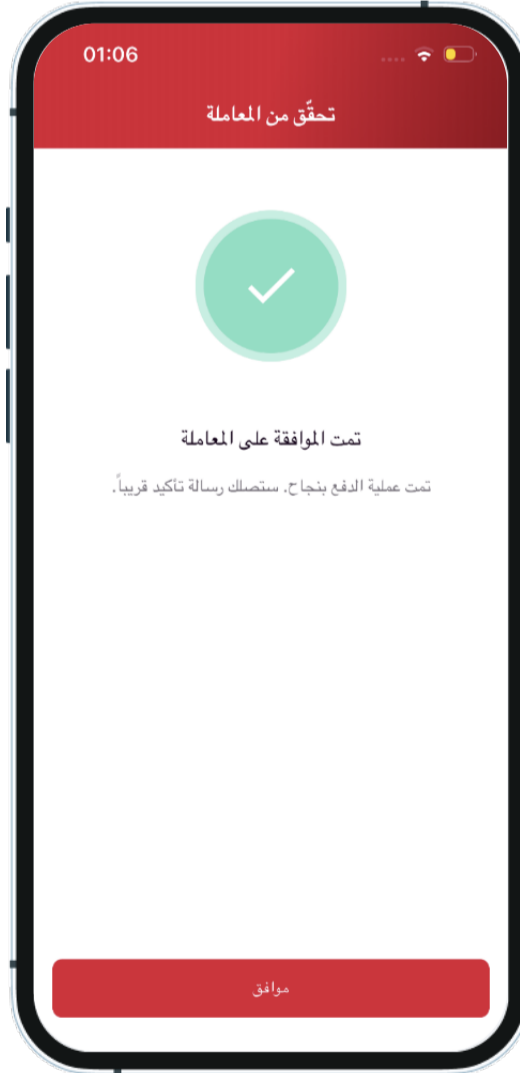 01:06
تحقّق من المعاملة
تمت الموافقة على المعاملة
تمت عملية الدفع بنجاح. ستصلك رسالة تأكيد قريباً.
موافق